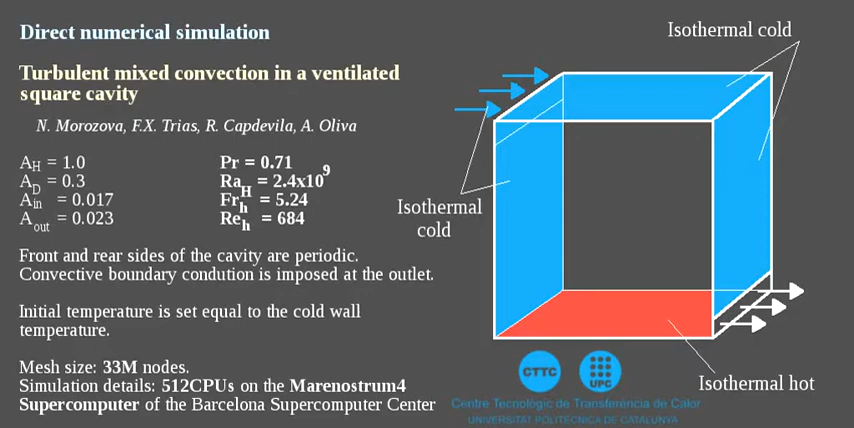 Direct numerical simulation
Turbulent mixed convection in a ventilated
square cavity
N. Morozova, F.X. Trias, R. Capdevila, A. Oliva
A_H = 1.0
A_D = 0.3
A_in = 0.017
A_out = 0.023
Pr = 0.71
Ra_H = 2.4x10^9
Fr_h = 5.24
Re_h = 684
Front and rear sides of the cavity are periodic.
Convective boundary condution is imposed at the outlet.
Initial temperature is set equal to the cold wall
temperature.
Mesh size: 33M nodes.
Simulation details: 512CPUs on the Marenostrum4
Supercomputer of the Barcelona Supercomputer Center
Isothermal cold
Isothermal
cold
Isothermal hot
CTTC
UPC
Centre Tecnològic de Transferència de Calor
UNIVERSITAT POLITÈCNICA DE CATALUNYA